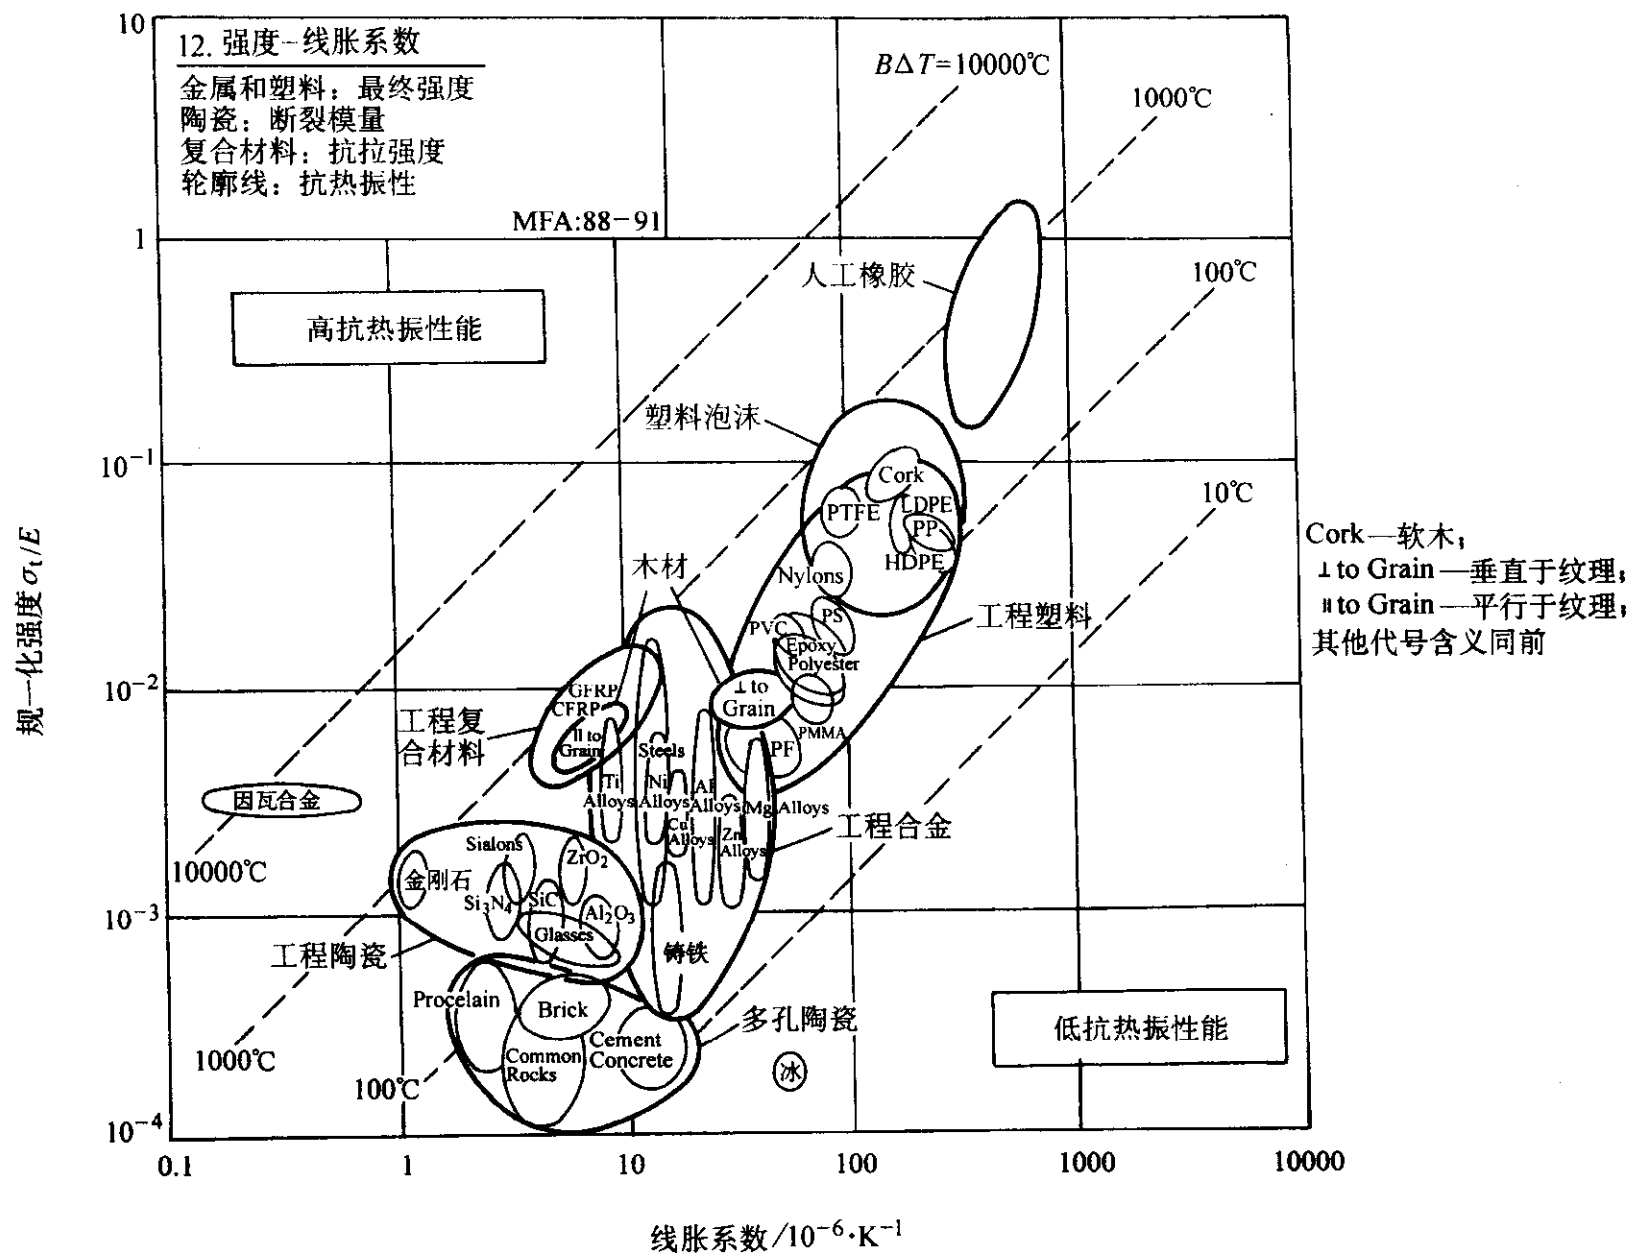 10
12. 强度-线胀系数
金属和塑料：最终强度
陶瓷：断裂模量
复合材料：抗拉强度
轮廓线：抗热振性
MFA:88-91
BΔT=10000℃
1000℃
1
人工橡胶
100℃
高抗热振性能
塑料泡沫
10⁻¹
Cork
10℃
PTFE
LDPE
PP
HDPE
Cork—软木；
⊥ to Grain—垂直于纹理；
॥ to Grain—平行于纹理；
其他代号含义同前
规一化强度 σₜ/E
木材
Nylons
工程塑料
PS
PVC
Epoxy
Polyester
10⁻²
GFRP
CFRP
⊥ to
Grain
工程复
合材料
॥ to
Grain
Steels
PMMA
PF
Ti
Alloys
Ni
Alloys
Al
Alloys
Mg Alloys
因瓦合金
Cu
Alloys
Zn
Alloys
工程合金
Sialons
ZrO₂
10000℃
金刚石
Si₃N₄
SiC
Al₂O₃
10⁻³
Glasses
工程陶瓷
铸铁
Procelain
Brick
多孔陶瓷
低抗热振性能
1000℃
Cement
Concrete
Common
Rocks
冰
100℃
10⁻⁴
0.1
1
10
100
1000
10000
线胀系数/10⁻⁶·K⁻¹